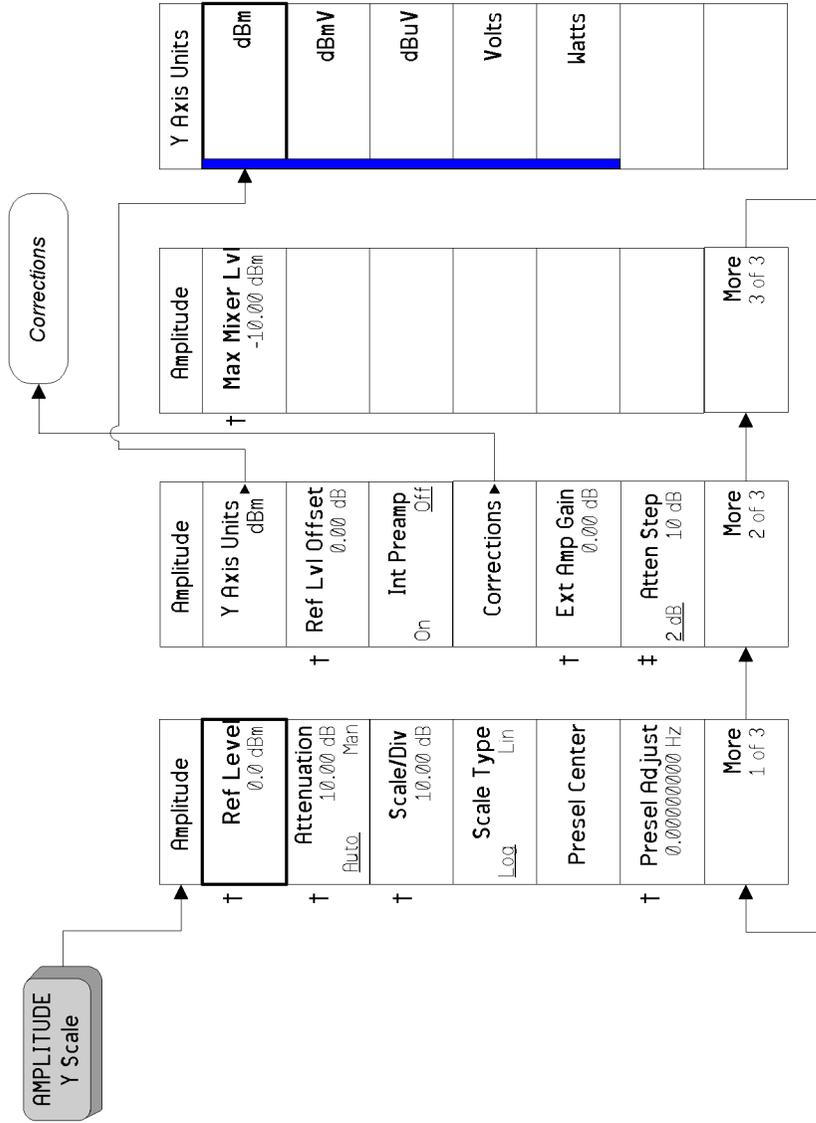 AMPLITUDE
Y Scale
Amplitude
† Ref Level
0.0 dBm
† Attenuation
10.00 dB
Auto Man
† Scale/Div
10.00 dB
Scale Type
Log Lin
Presel Center
† Presel Adjust
0.00000000 HZ
More
1 of 3
Amplitude
Y Axis Units
dBm
† Ref Lvl Offset
0.00 dB
Int Preamp
On Off
Corrections
† Ext Amp Gain
0.00 dB
‡ Atten Step
2 dB 10 dB
More
2 of 3
Corrections
Amplitude
† Max Mixer Lvl
-10.00 dBm
More
3 of 3
Y Axis Units
dBm
dBmV
dBuV
Volts
Watts